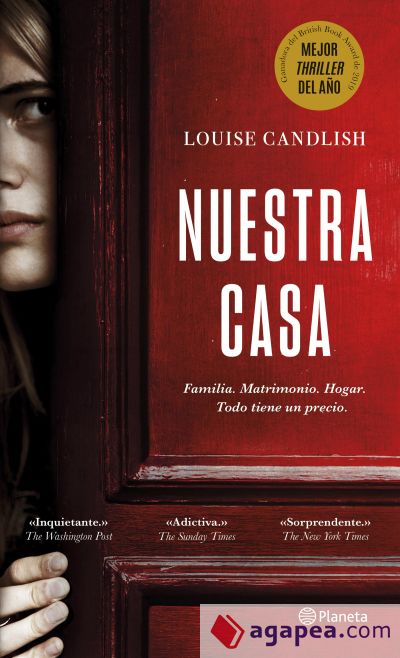 Ganadora del British Book Award de 2019
MEJOR
THRILLER
DEL AÑO
LOUISE CANDLISH
NUESTRA
CASA
Familia. Matrimonio. Hogar.
Todo tiene un precio.
«Inquietante.»
The Washington Post
«Adictiva.»
The Sunday Times
«Sorprendente.»
The New York Times
Planeta
agapea.com